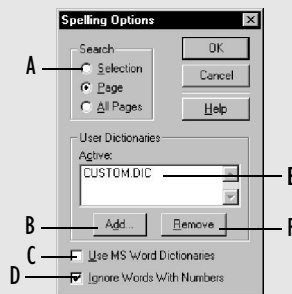 Spelling Options
Search
OK
A
Selection
Cancel
Page
All Pages
Help
User Dictionaries
Active:
CUSTOM.DIC
E
B
Add...
Remove
F
C
Use MS Word Dictionaries
D
Ignore Words With Numbers